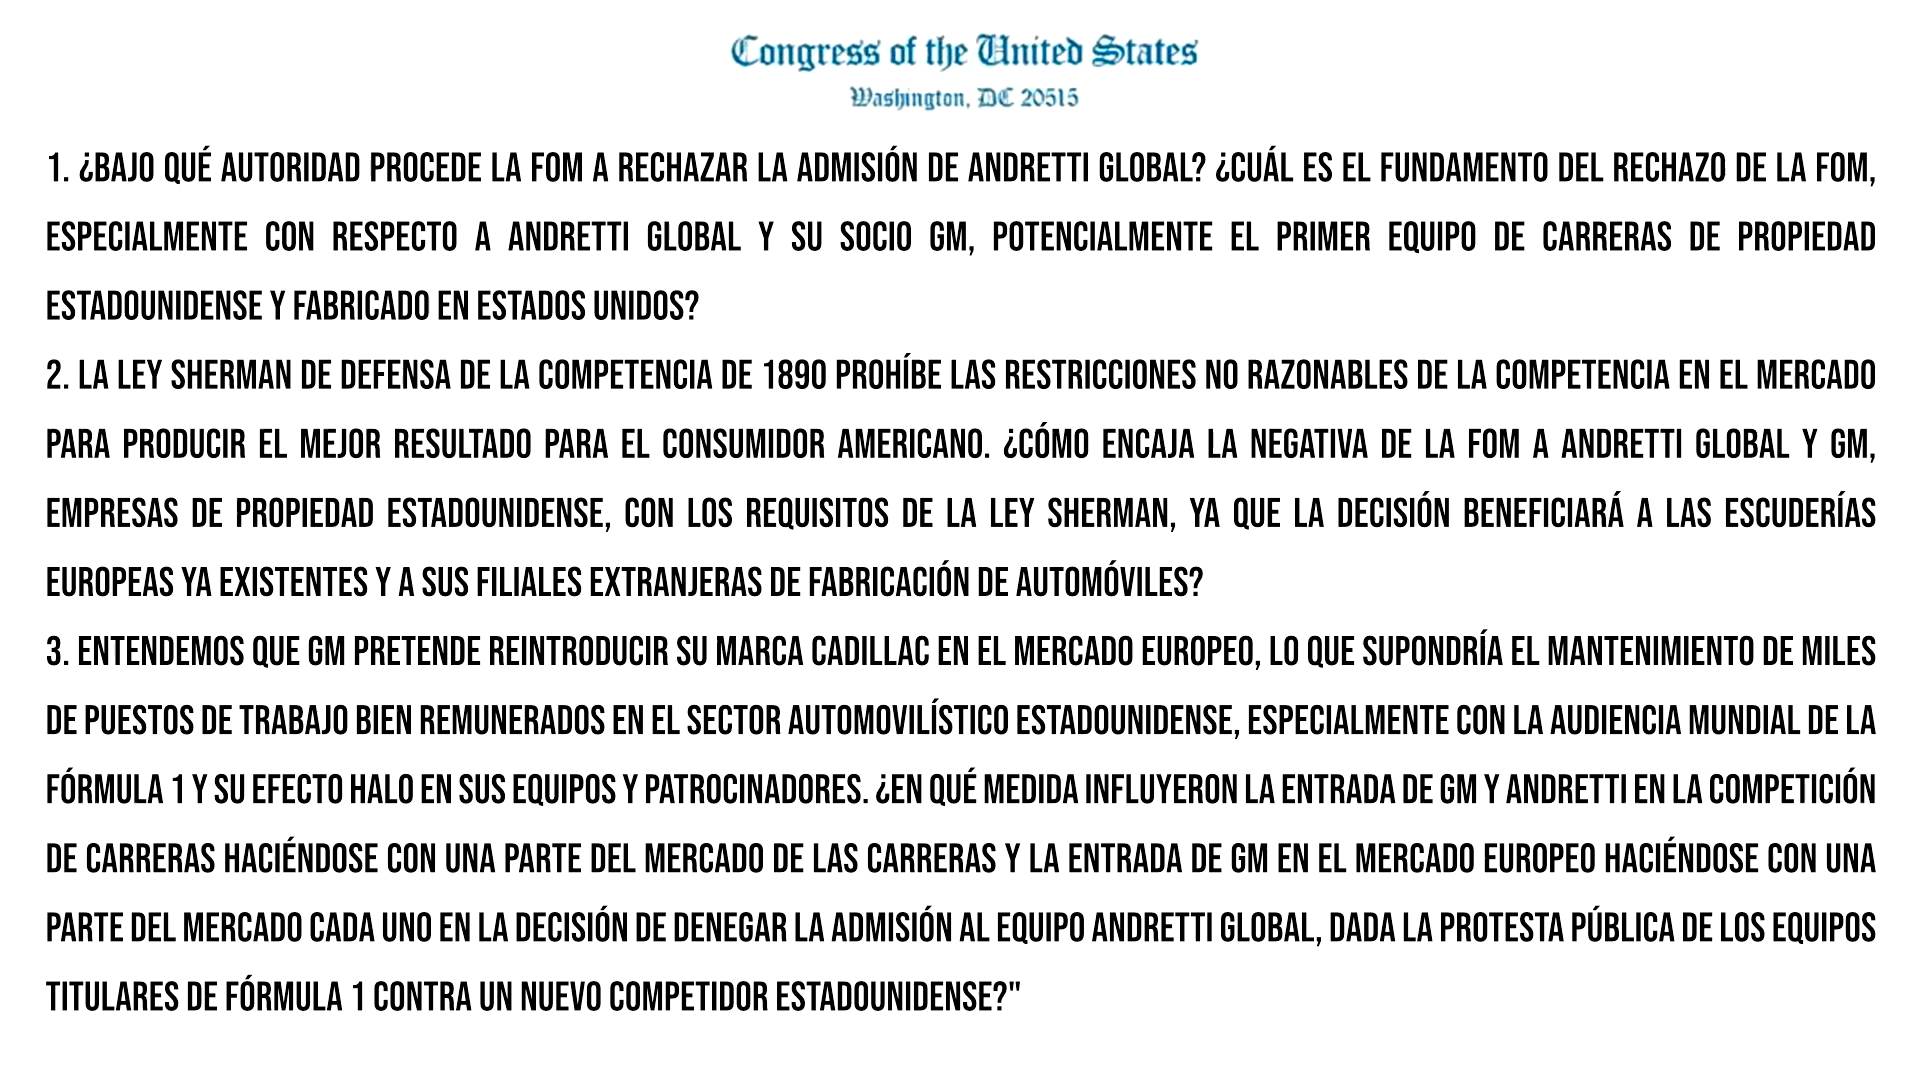 Congress of the United States
Washington, DC 20515
1. ¿BAJO QUÉ AUTORIDAD PROCEDE LA FOM A RECHAZAR LA ADMISIÓN DE ANDRETTI GLOBAL? ¿CUÁL ES EL FUNDAMENTO DEL RECHAZO DE LA FOM,
ESPECIALMENTE CON RESPECTO A ANDRETTI GLOBAL Y SU SOCIO GM, POTENCIALMENTE EL PRIMER EQUIPO DE CARRERAS DE PROPIEDAD
ESTADOUNIDENSE Y FABRICADO EN ESTADOS UNIDOS?
2. LA LEY SHERMAN DE DEFENSA DE LA COMPETENCIA DE 1890 PROHÍBE LAS RESTRICCIONES NO RAZONABLES DE LA COMPETENCIA EN EL MERCADO
PARA PRODUCIR EL MEJOR RESULTADO PARA EL CONSUMIDOR AMERICANO. ¿CÓMO ENCAJA LA NEGATIVA DE LA FOM A ANDRETTI GLOBAL Y GM,
EMPRESAS DE PROPIEDAD ESTADOUNIDENSE, CON LOS REQUISITOS DE LA LEY SHERMAN, YA QUE LA DECISIÓN BENEFICIARÁ A LAS ESCUDERÍAS
EUROPEAS YA EXISTENTES Y A SUS FILIALES EXTRANJERAS DE FABRICACIÓN DE AUTOMÓVILES?
3. ENTENDEMOS QUE GM PRETENDE REINTRODUCIR SU MARCA CADILLAC EN EL MERCADO EUROPEO, LO QUE SUPONDRÍA EL MANTENIMIENTO DE MILES
DE PUESTOS DE TRABAJO BIEN REMUNERADOS EN EL SECTOR AUTOMOVILÍSTICO ESTADOUNIDENSE, ESPECIALMENTE CON LA AUDIENCIA MUNDIAL DE LA
FÓRMULA 1 Y SU EFECTO HALO EN SUS EQUIPOS Y PATROCINADORES. ¿EN QUÉ MEDIDA INFLUYERON LA ENTRADA DE GM Y ANDRETTI EN LA COMPETICIÓN
DE CARRERAS HACIÉNDOSE CON UNA PARTE DEL MERCADO DE LAS CARRERAS Y LA ENTRADA DE GM EN EL MERCADO EUROPEO HACIÉNDOSE CON UNA
PARTE DEL MERCADO CADA UNO EN LA DECISIÓN DE DENEGAR LA ADMISIÓN AL EQUIPO ANDRETTI GLOBAL, DADA LA PROTESTA PÚBLICA DE LOS EQUIPOS
TITULARES DE FÓRMULA 1 CONTRA UN NUEVO COMPETIDOR ESTADOUNIDENSE?"